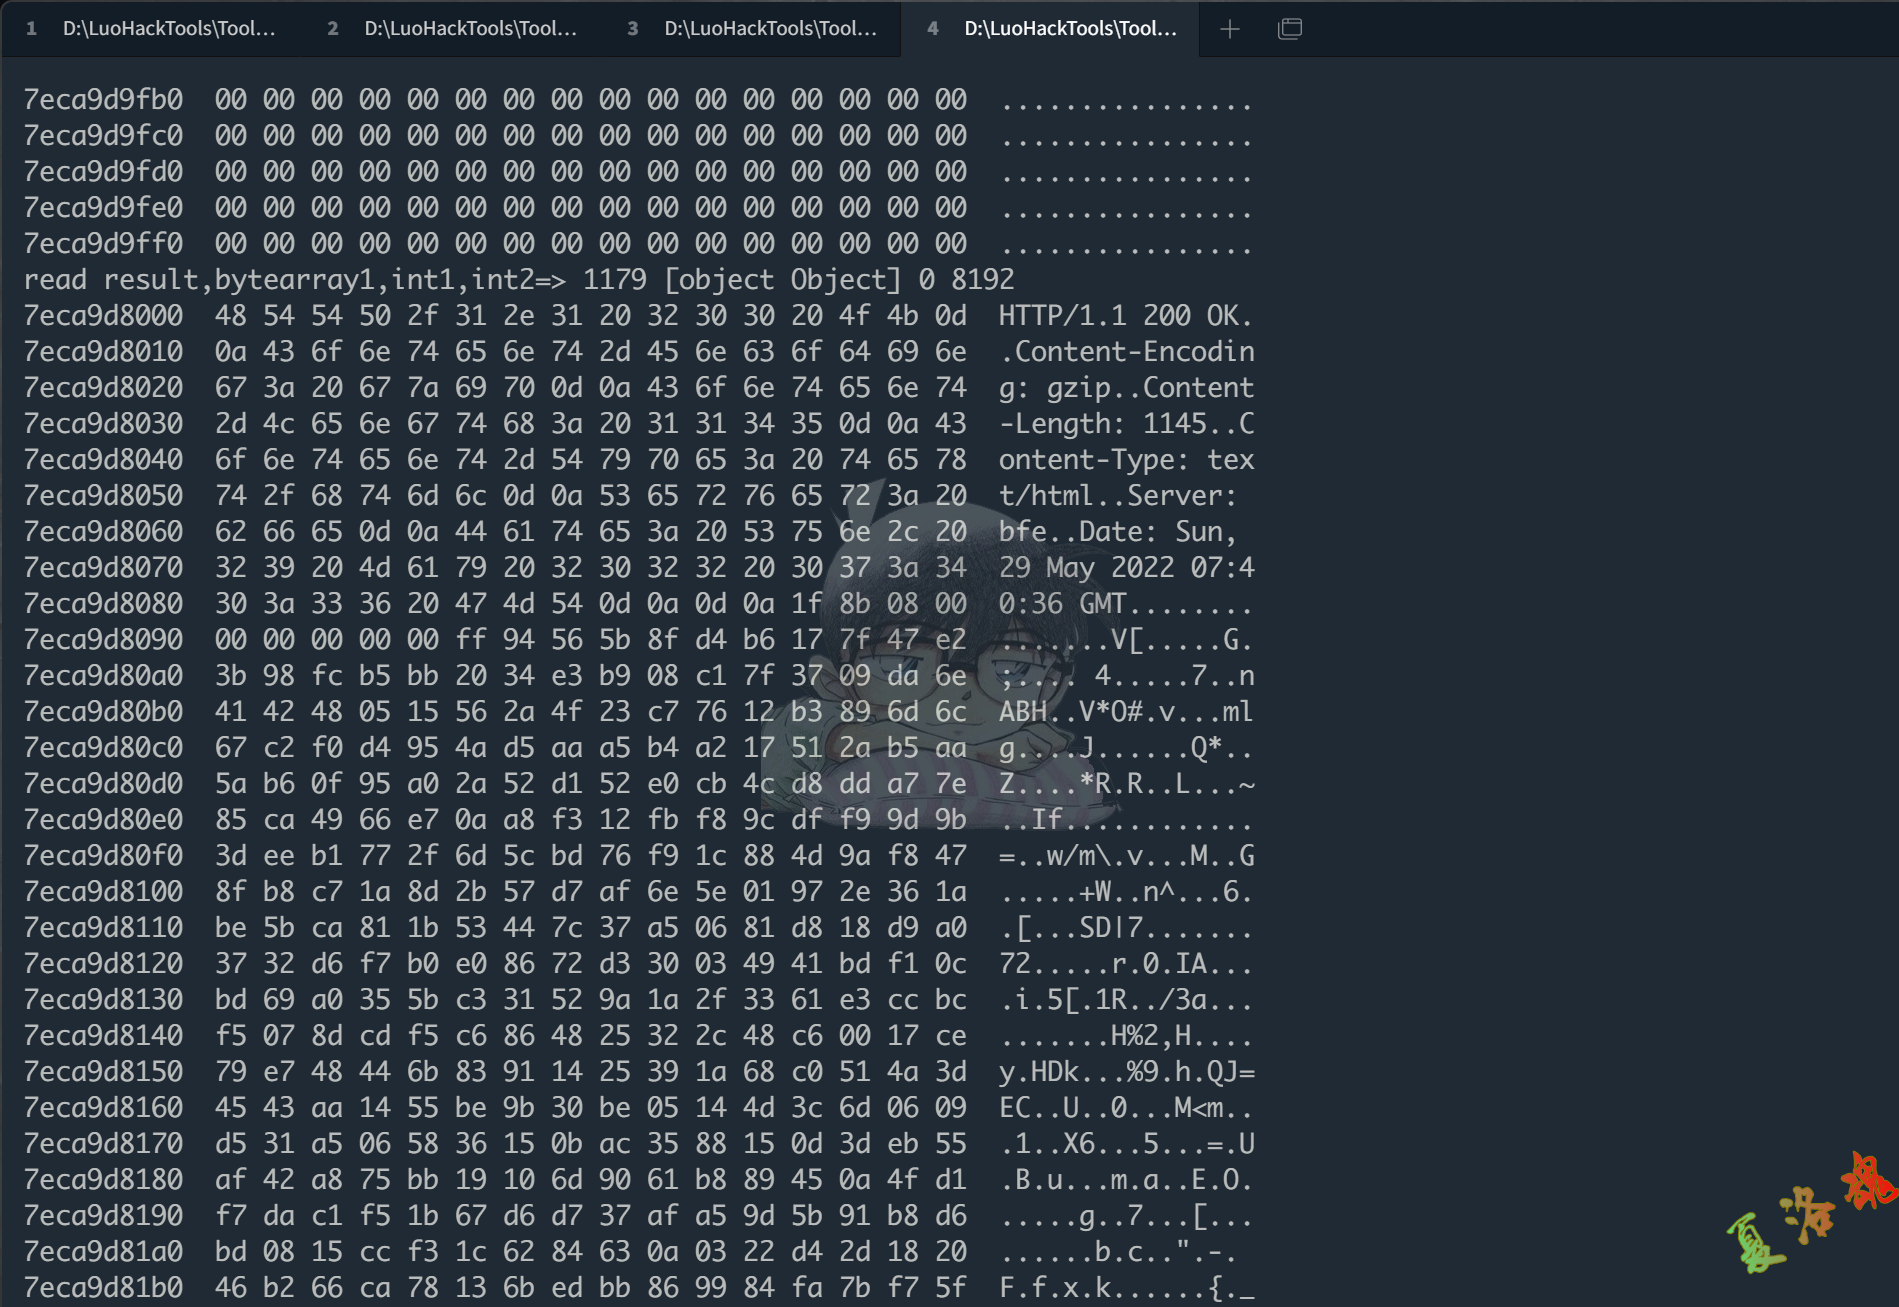 1 D:\LuoHackTools\Tool... 2 D:\LuoHackTools\Tool... 3 D:\LuoHackTools\Tool... 4 D:\LuoHackTools\Tool...
7eca9d9fb0 00 00 00 00 00 00 00 00 00 00 00 00 00 00 00 00 ................
7eca9d9fc0 00 00 00 00 00 00 00 00 00 00 00 00 00 00 00 00 ................
7eca9d9fd0 00 00 00 00 00 00 00 00 00 00 00 00 00 00 00 00 ................
7eca9d9fe0 00 00 00 00 00 00 00 00 00 00 00 00 00 00 00 00 ................
7eca9d9ff0 00 00 00 00 00 00 00 00 00 00 00 00 00 00 00 00 ................
read result,bytearray1,int1,int2=> 1179 [object Object] 0 8192
7eca9d8000 48 54 54 50 2f 31 2e 31 20 32 30 30 20 4f 4b 0d HTTP/1.1 200 OK.
7eca9d8010 0a 43 6f 6e 74 65 6e 74 2d 45 6e 63 6f 64 69 6e .Content-Encodin
7eca9d8020 67 3a 20 67 7a 69 70 0d 0a 43 6f 6e 74 65 6e 74 g: gzip..Content
7eca9d8030 2d 4c 65 6e 67 74 68 3a 20 31 31 34 35 0d 0a 43 -Length: 1145..C
7eca9d8040 6f 6e 74 65 6e 74 2d 54 79 70 65 3a 20 74 65 78 ontent-Type: tex
7eca9d8050 74 2f 68 74 6d 6c 0d 0a 53 65 72 76 65 72 3a 20 t/html..Server:
7eca9d8060 62 66 65 0d 0a 44 61 74 65 3a 20 53 75 6e 2c 20 bfe..Date: Sun,
7eca9d8070 32 39 20 4d 61 79 20 32 30 32 32 20 30 37 3a 34 29 May 2022 07:4
7eca9d8080 30 3a 33 36 20 47 4d 54 0d 0a 0d 0a 1f 8b 08 00 0:36 GMT........
7eca9d8090 00 00 00 00 00 ff 94 56 5b 8f d4 b6 17 7f 47 e2 .......V[.....G.
7eca9d80a0 3b 98 fc b5 bb 20 34 e3 b9 08 c1 7f 37 09 da 6e ;.... 4.....7..n
7eca9d80b0 41 42 48 05 15 56 2a 4f 23 c7 76 12 b3 89 6d 6c ABH..V*O#.v...ml
7eca9d80c0 67 c2 f0 d4 95 4a d5 aa a5 b4 a2 17 51 2a b5 aa g....J......Q*..
7eca9d80d0 5a b6 0f 95 a0 2a 52 d1 52 e0 cb 4c d8 dd a7 7e Z....*R.R..L...~
7eca9d80e0 85 ca 49 66 e7 0a a8 f3 12 fb f8 9c df f9 9d 9b ..If............
7eca9d80f0 3d ee b1 77 2f 6d 5c bd 76 f9 1c 88 4d 9a f8 47 =..w/m\.v...M..G
7eca9d8100 8f b8 c7 1a 8d 2b 57 d7 af 6e 5e 01 97 2e 36 1a .....+W..n^...6.
7eca9d8110 be 5b ca 81 1b 53 44 7c 37 a5 06 81 d8 18 d9 a0 .[...SD|7.......
7eca9d8120 37 32 d6 f7 b0 e0 86 72 d3 30 03 49 41 bd f1 0c 72.....r.0.IA...
7eca9d8130 bd 69 a0 35 5b c3 31 52 9a 1a 2f 33 61 e3 cc bc .i.5[.1R../3a...
7eca9d8140 f5 07 8d cd f5 c6 86 48 25 32 2c 48 c6 00 17 ce .......H%2,H....
7eca9d8150 79 e7 48 44 6b 83 91 14 25 39 1a 68 c0 51 4a 3d y.HDk...%9.h.QJ=
7eca9d8160 45 43 aa 14 55 be 9b 30 be 05 14 4d 3c 6d 06 09 EC..U..0...M<m..
7eca9d8170 d5 31 a5 06 58 36 15 0b ac 35 88 15 0d 3d eb 55 .1..X6...5...=.U
7eca9d8180 af 42 a8 75 bb 19 10 6d 90 61 b8 89 45 0a 4f d1 .B.u...m.a..E.O.
7eca9d8190 f7 da c1 f5 1b 67 d6 d7 37 af a5 9d 5b 91 b8 d6 .....g..7...[...
7eca9d81a0 bd 08 15 cc f3 1c 62 84 63 0a 03 22 d4 2d 18 20 ......b.c..".-.
7eca9d81b0 46 b2 66 ca 78 13 6b ed bb 86 99 84 fa 7b f7 5f F.f.x.k......{._
夏洛魂